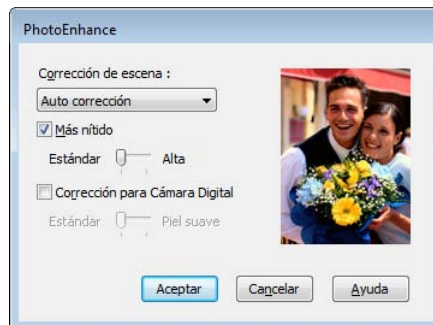 PhotoEnhance
Corrección de escena :
Auto corrección
Más nítido
Estándar Alta
Corrección para Cámara Digital
Estándar Piel suave
Aceptar Cancelar Ayuda